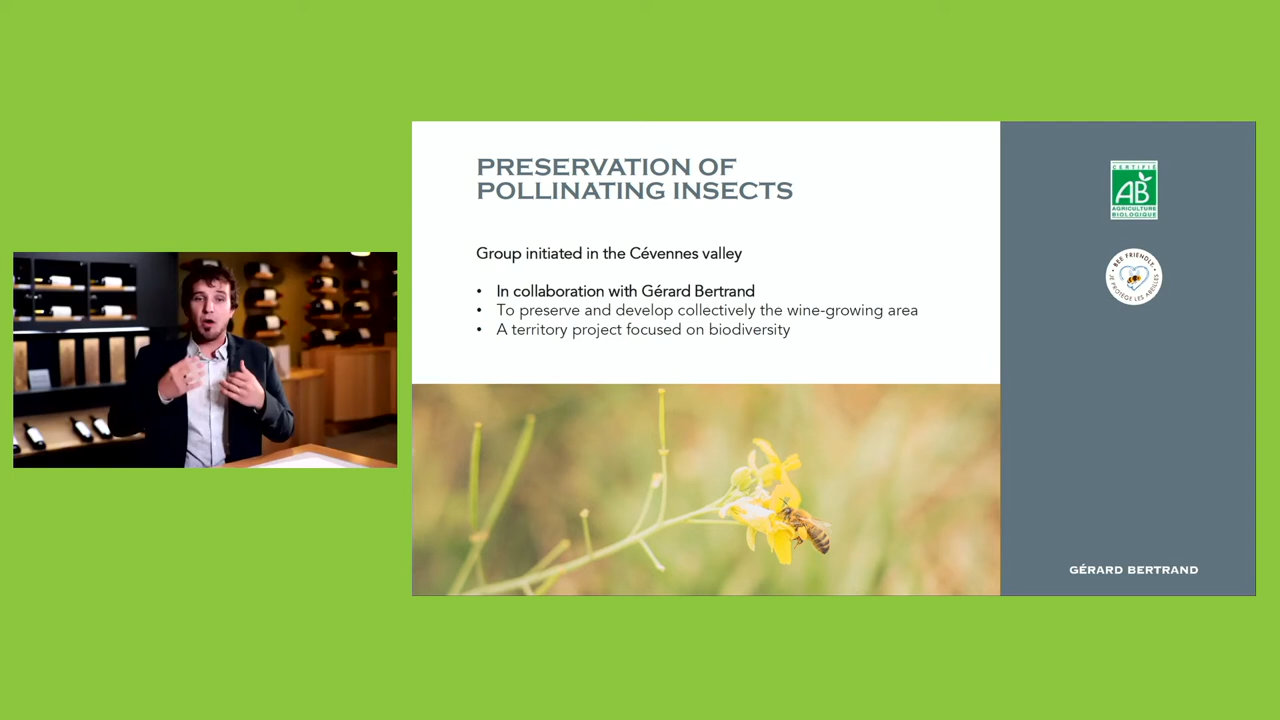 PRESERVATION OF
POLLINATING INSECTS
Group initiated in the Cévennes valley
• In collaboration with Gérard Bertrand
• To preserve and develop collectively the wine-growing area
• A territory project focused on biodiversity
CERTIFIÉ
AB
AGRICULTURE
BIOLOGIQUE
• BEE FRIENDLY •
JE PROTÈGE LES ABEILLES
GÉRARD BERTRAND